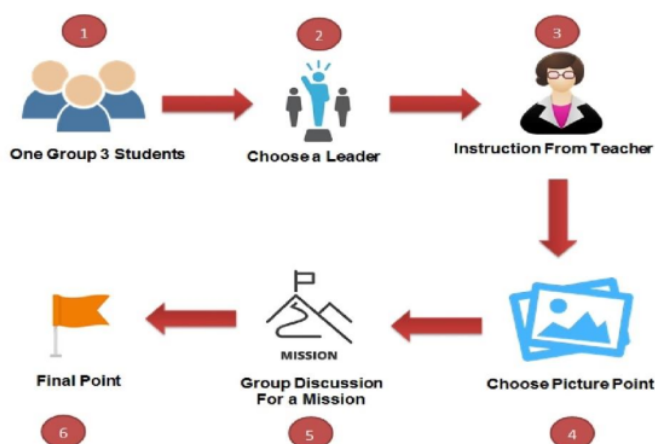 1
2
3
One Group 3 Students
Choose a Leader
Instruction From Teacher
MISSION
Final Point
Group Discussion
For a Mission
Choose Picture Point
6
5
4